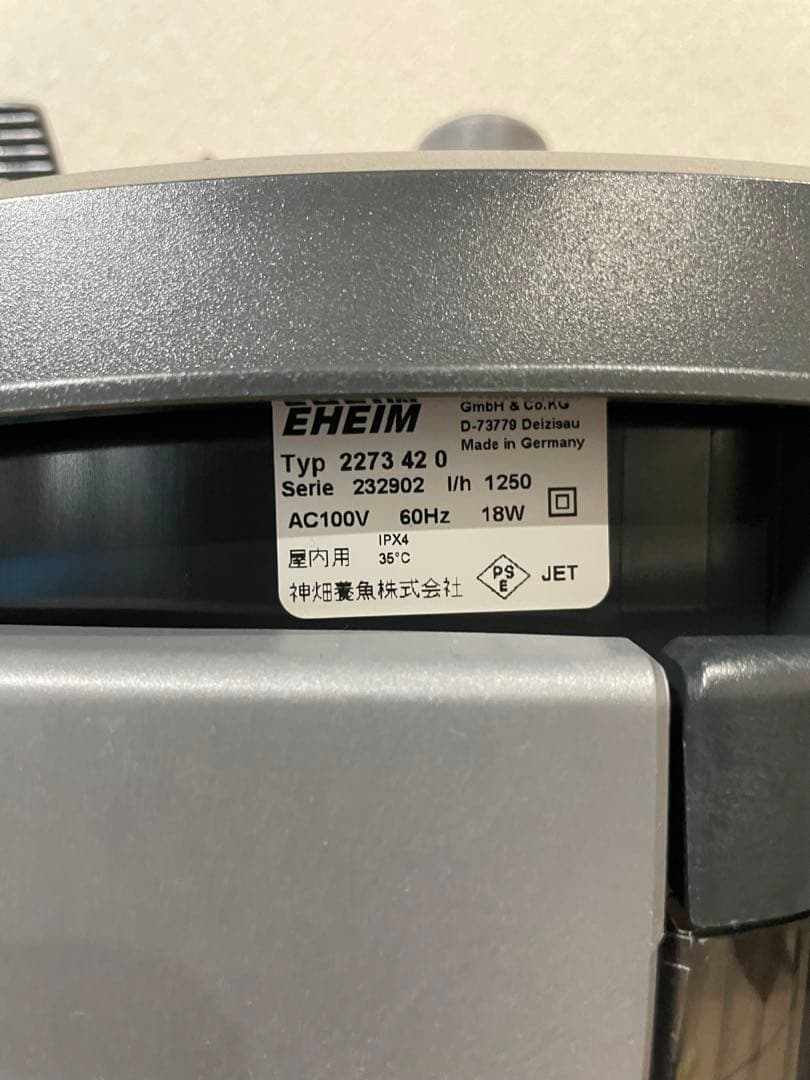 EHEIM
GmbH & Co.KG
D-73779 Deizisau
Made in Germany
Typ 2273 42 0
Serie 232902 l/h 1250
AC100V 60Hz 18W
屋内用 IPX4 35°C
神畑養魚株式会社
PS E JET